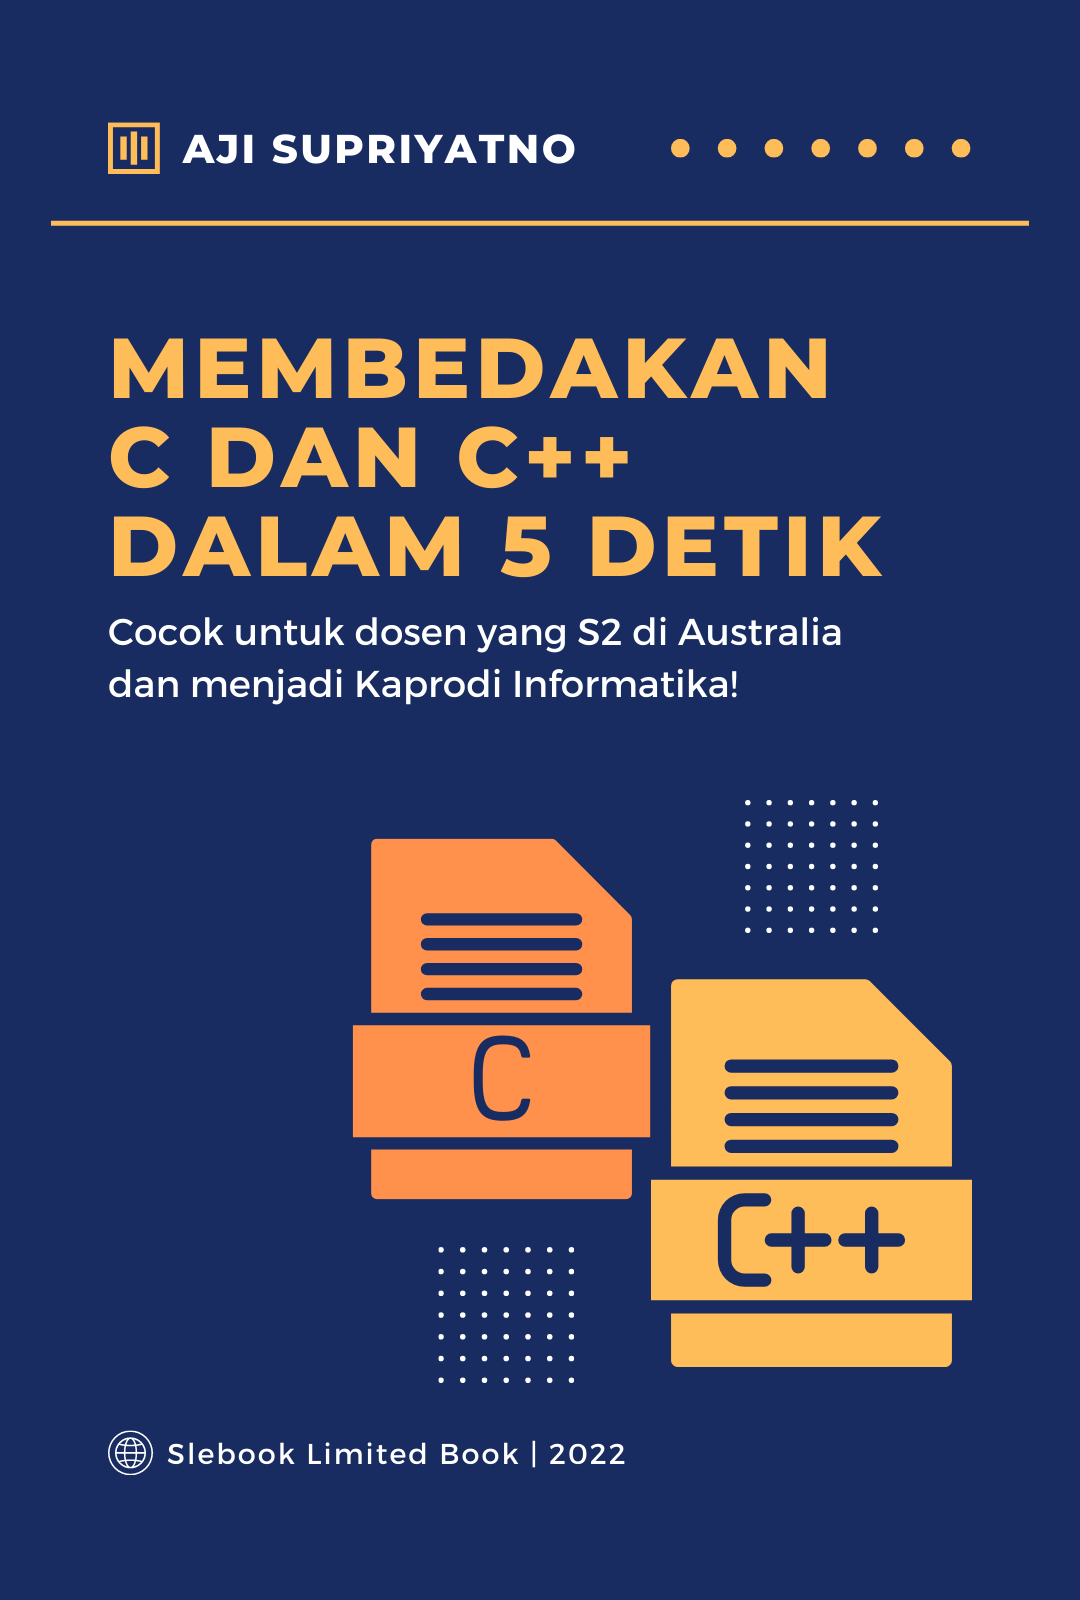 AJI SUPRIYATNO
MEMBEDAKAN
C DAN C++
DALAM 5 DETIK
Cocok untuk dosen yang S2 di Australia
dan menjadi Kaprodi Informatika!
C
C++
Slebook Limited Book | 2022